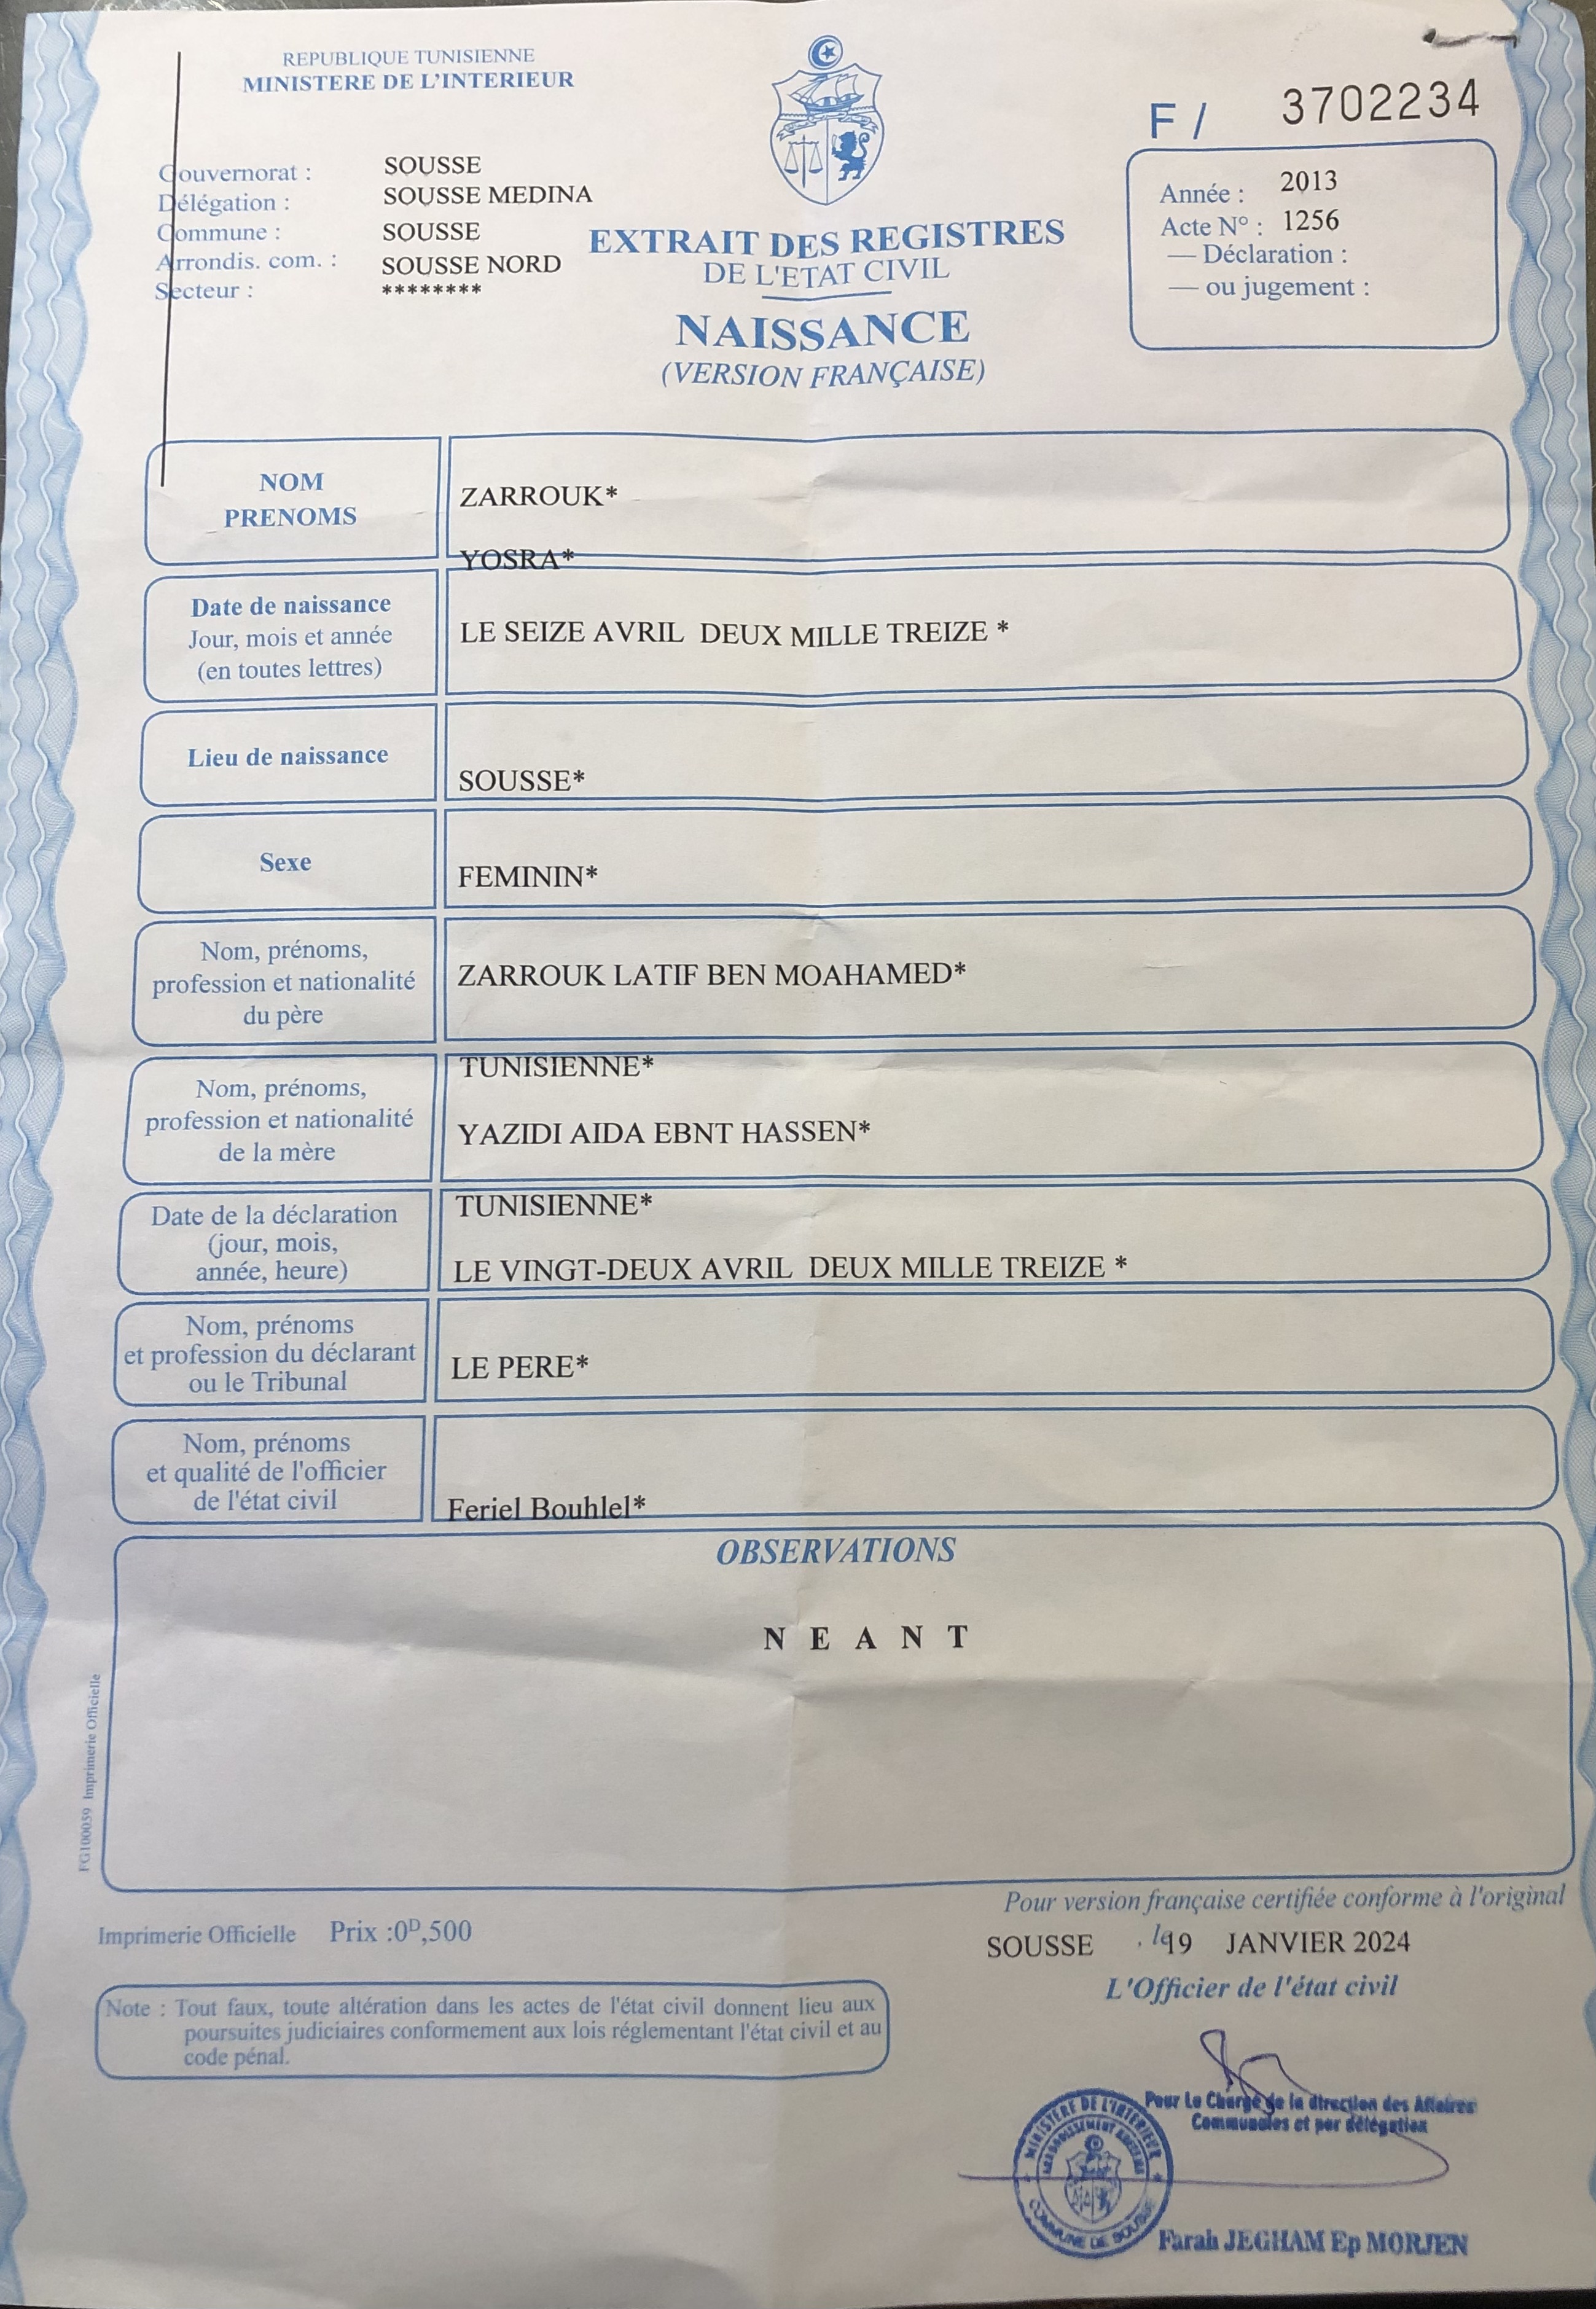 REPUBLIQUE TUNISIENNE
MINISTERE DE L'INTERIEUR
F / 3702234
Gouvernorat : SOUSSE
Délégation : SOUSSE MEDINA
Commune : SOUSSE
Arrondis. com. : SOUSSE NORD
Secteur : ********
EXTRAIT DES REGISTRES
DE L'ETAT CIVIL
NAISSANCE
(VERSION FRANÇAISE)
Année : 2013
Acte N° : 1256
— Déclaration :
— ou jugement :
NOM
PRENOMS
ZARROUK*
YOSRA*
Date de naissance
Jour, mois et année
(en toutes lettres)
LE SEIZE AVRIL DEUX MILLE TREIZE *
Lieu de naissance
SOUSSE*
Sexe
FEMININ*
Nom, prénoms,
profession et nationalité
du père
ZARROUK LATIF BEN MOAHAMED*
TUNISIENNE*
Nom, prénoms,
profession et nationalité
de la mère
YAZIDI AIDA EBNT HASSEN*
TUNISIENNE*
Date de la déclaration
(jour, mois,
année, heure)
LE VINGT-DEUX AVRIL DEUX MILLE TREIZE *
Nom, prénoms
et profession du déclarant
ou le Tribunal
LE PERE*
Nom, prénoms
et qualité de l'officier
de l'état civil
Feriel Bouhlel*
OBSERVATIONS
N E A N T
FG100059 Imprimerie Officielle
Imprimerie Officielle Prix :0D,500
Pour version française certifiée conforme à l'original
SOUSSE , le 19 JANVIER 2024
L'Officier de l'état civil
Note : Tout faux, toute altération dans les actes de l'état civil donnent lieu aux
poursuites judiciaires conformement aux lois réglementant l'état civil et au
code pénal.
Pour Le Chargé de la direction des Affaires
Communales et par délégation
MINISTERE DE L'INTERIEUR
COMMUNE DE SOUSSE
Farah JEGHAM Ep MORJEN